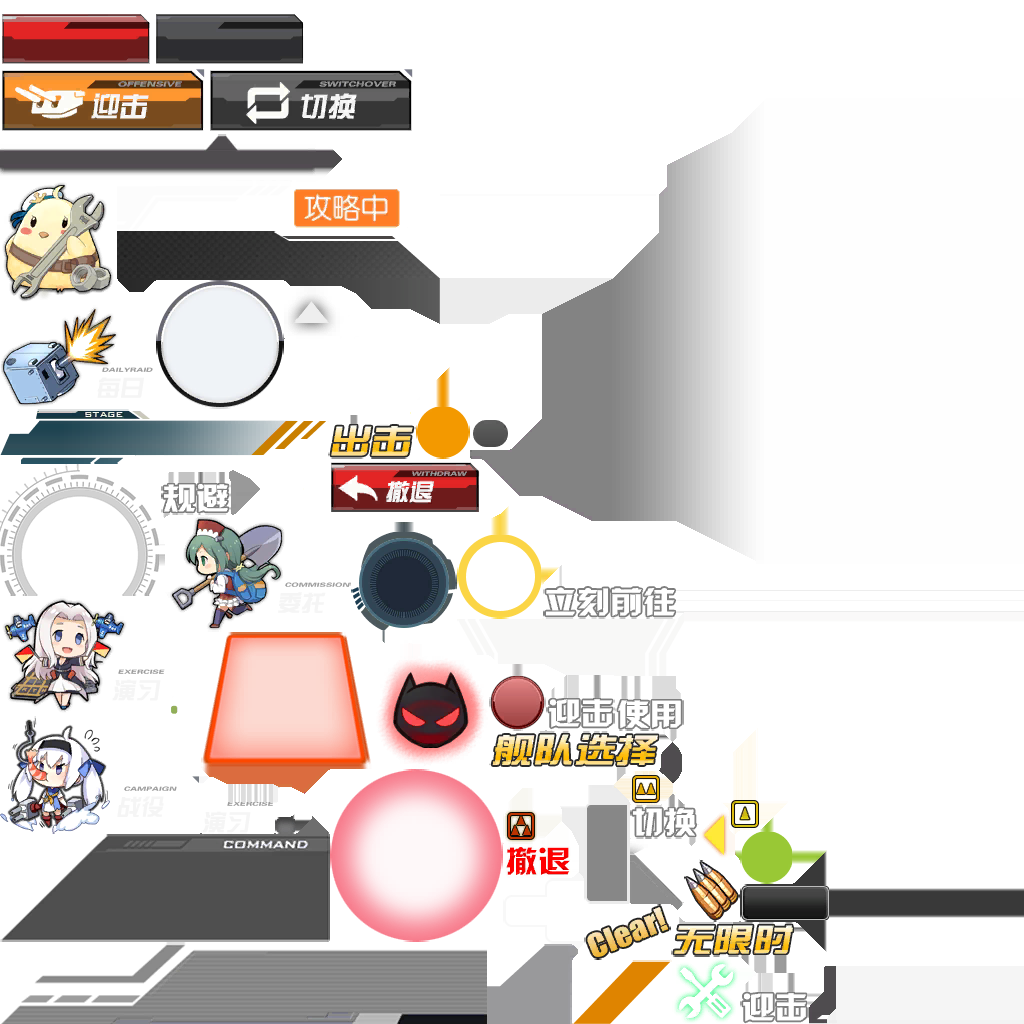 OFFENSIVE
迎击
SWITCHOVER
切换
攻略中
DAILYRAID
每日
STAGE
出击
WITHDRAW
撤退
规避
COMMISSION
委托
立刻前往
EXERCISE
演习
迎击使用
舰队选择
CAMPAIGN
战役
EXERCISE
演习
切换
COMMAND
撤退
Clear!
无限时
迎击